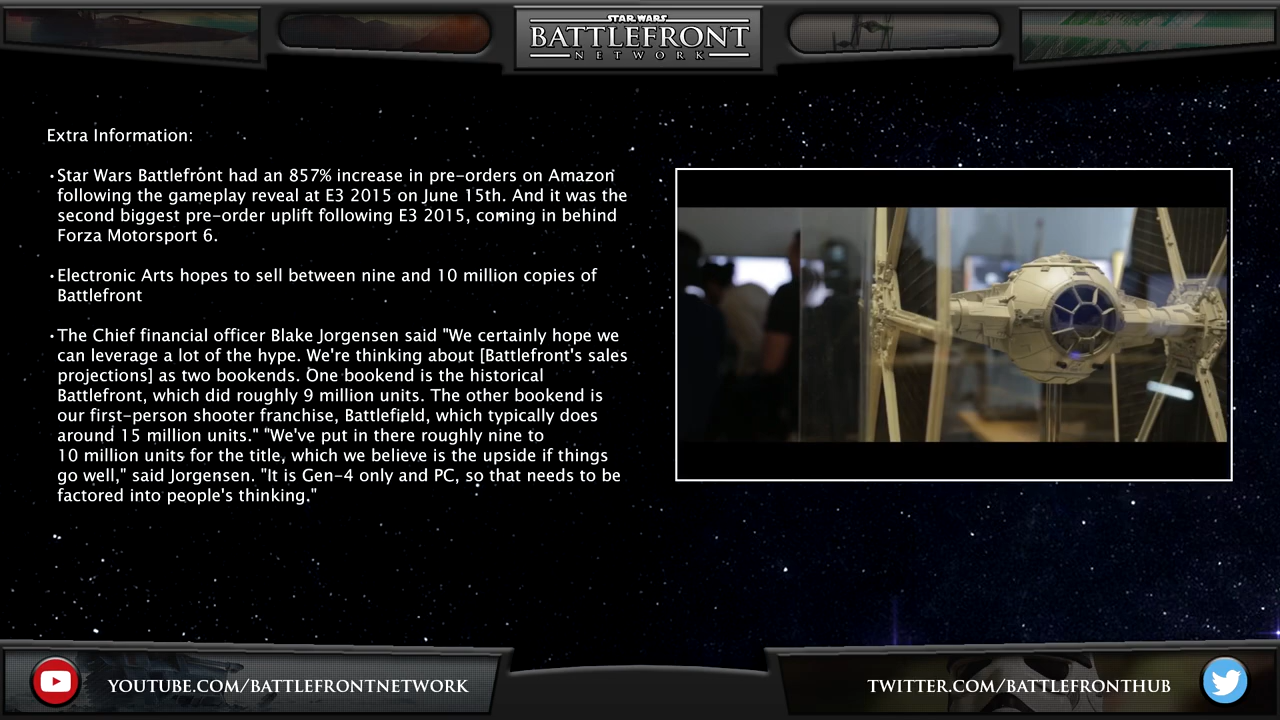 STAR WARS
BATTLEFRONT
NETWORK
Extra Information:
•Star Wars Battlefront had an 857% increase in pre-orders on Amazon
following the gameplay reveal at E3 2015 on June 15th. And it was the
second biggest pre-order uplift following E3 2015, coming in behind
Forza Motorsport 6.
•Electronic Arts hopes to sell between nine and 10 million copies of
Battlefront
•The Chief financial officer Blake Jorgensen said "We certainly hope we
can leverage a lot of the hype. We're thinking about [Battlefront's sales
projections] as two bookends. One bookend is the historical
Battlefront, which did roughly 9 million units. The other bookend is
our first-person shooter franchise, Battlefield, which typically does
around 15 million units." "We've put in there roughly nine to
10 million units for the title, which we believe is the upside if things
go well," said Jorgensen. "It is Gen-4 only and PC, so that needs to be
factored into people's thinking."
YOUTUBE.COM/BATTLEFRONTNETWORK
TWITTER.COM/BATTLEFRONTHUB